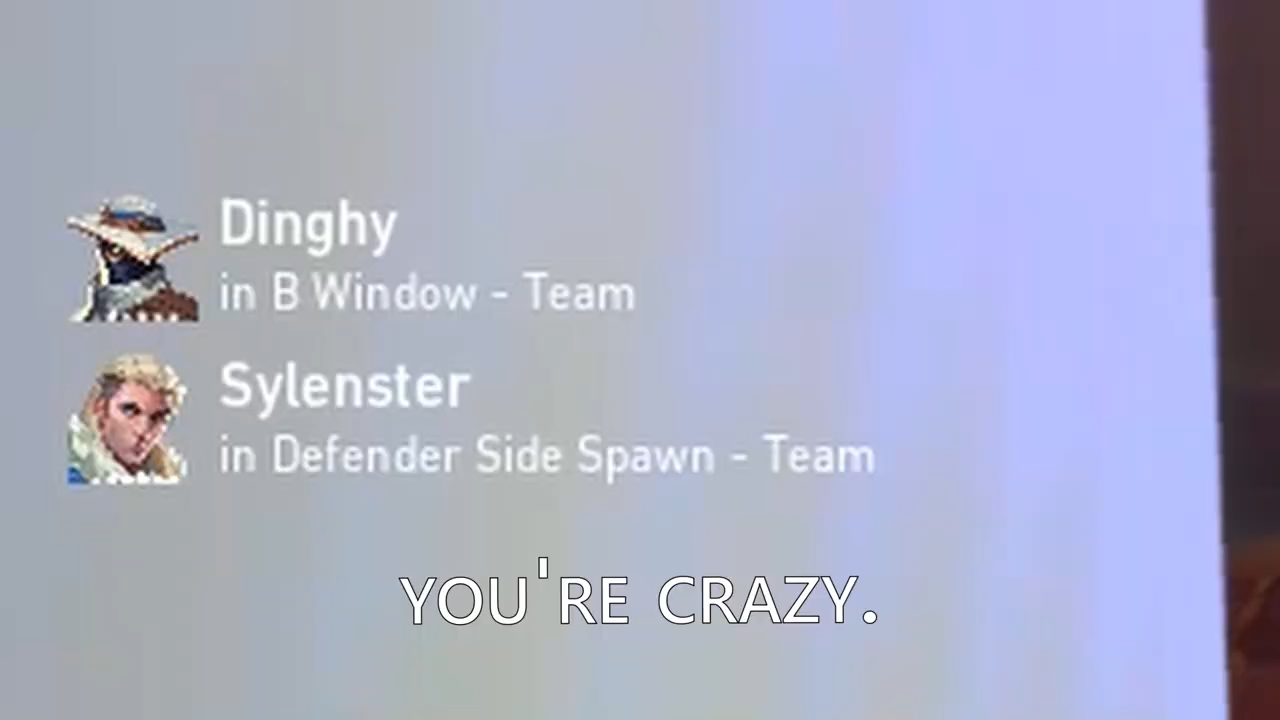 Dinghy
in B Window - Team
Sylenster
in Defender Side Spawn - Team
YOU'RE CRAZY.